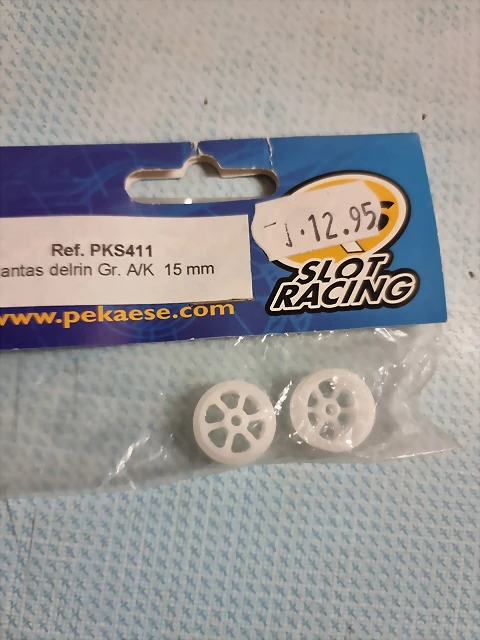 Ref. PKS411
antas delrin Gr. A/K 15 mm
www.pekaese.com
12.95
SLOT
RACING